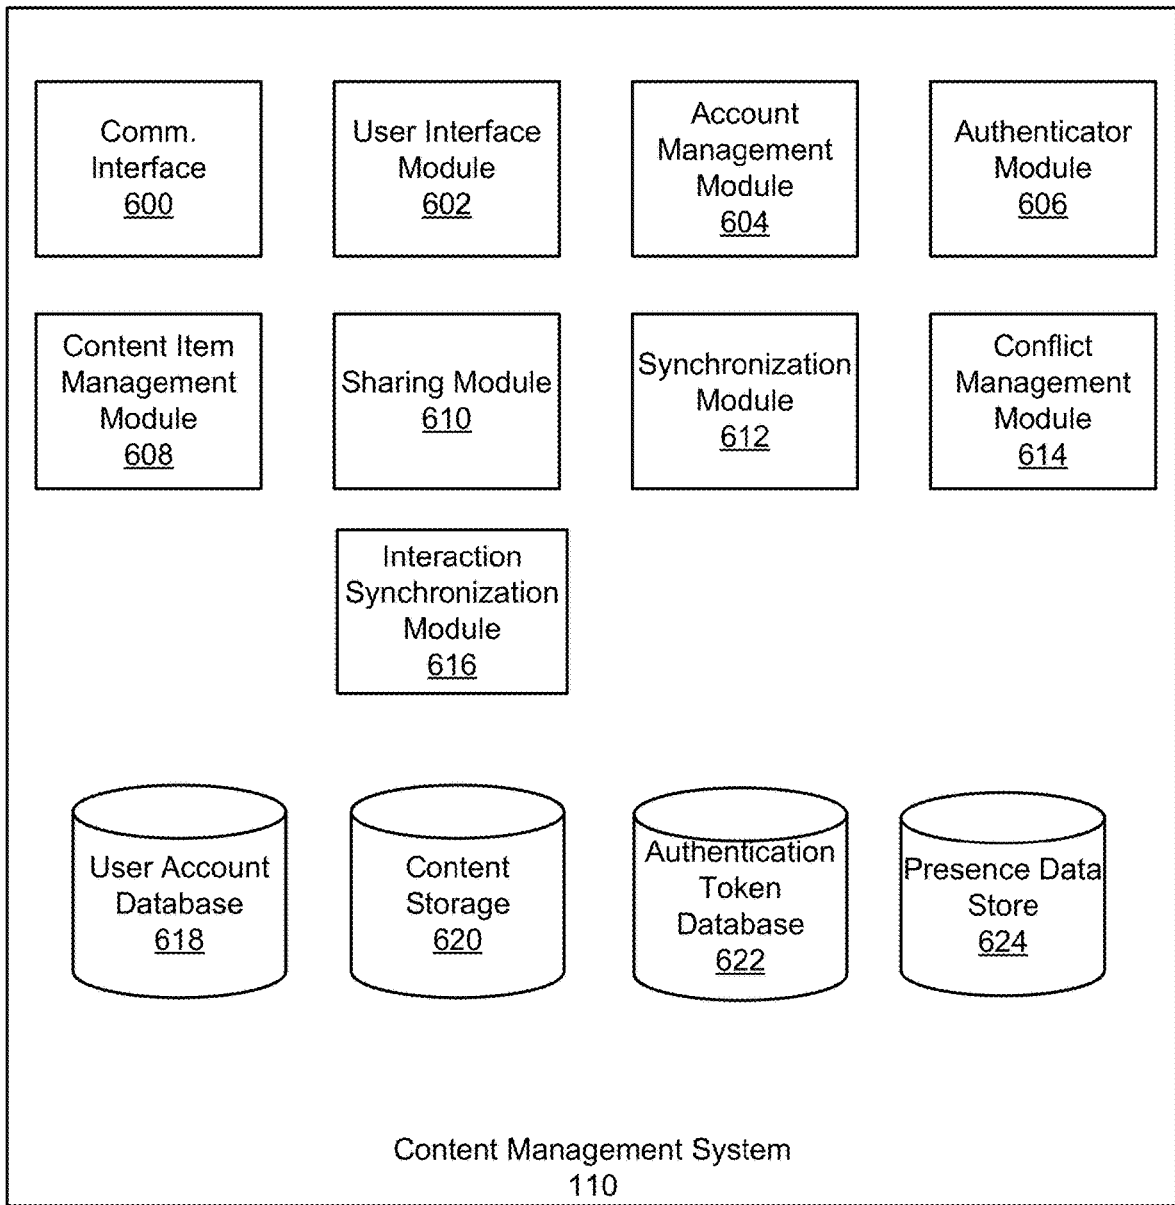 Comm.
Interface
600
User Interface
Module
602
Account
Management
Module
604
Authenticator
Module
606
Content Item
Management
Module
608
Sharing Module
610
Synchronization
Module
612
Conflict
Management
Module
614
Interaction
Synchronization
Module
616
User Account
Database
618
Content
Storage
620
Authentication
Token
Database
622
Presence Data
Store
624
Content Management System
110